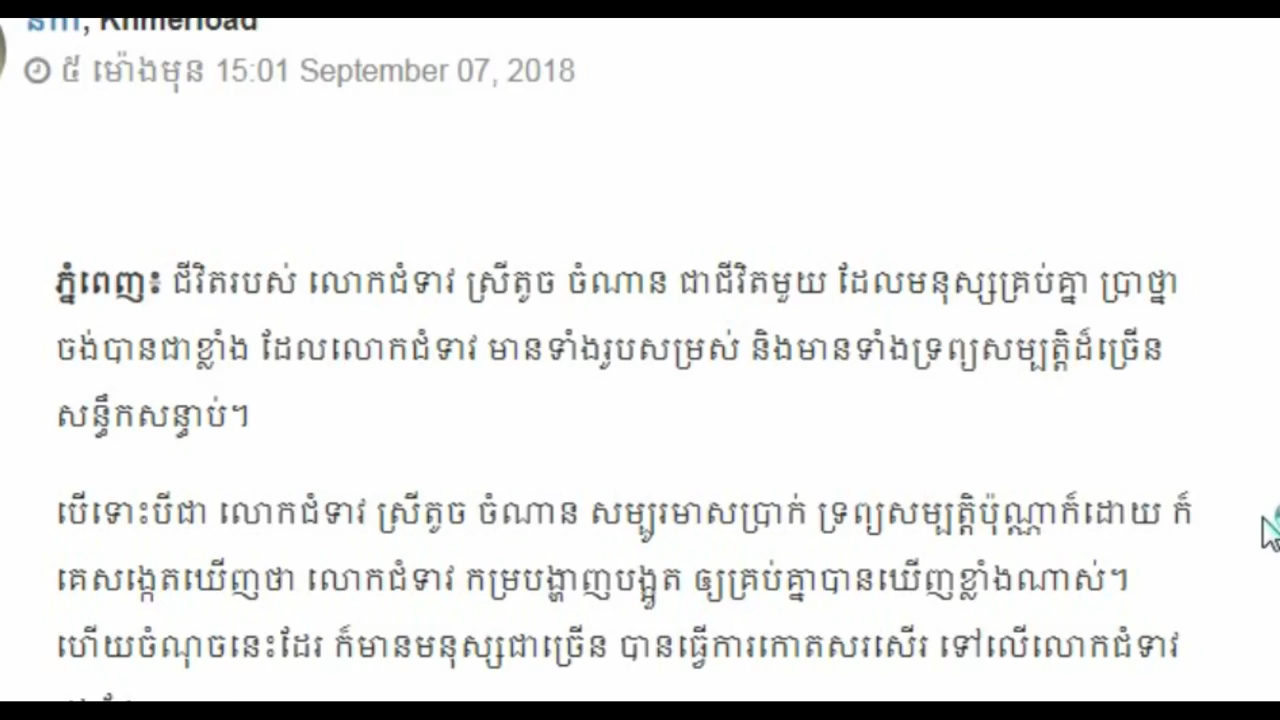 , Khmerload
៥ ម៉ោងមុន 15:01 September 07, 2018
ភ្នំពេញ៖ ជីវិតរបស់ លោកជំទាវ ស្រីតូច ចំណាន ជាជីវិតមួយ ដែលមនុស្សគ្រប់គ្នា ប្រាថ្នា
ចង់បានជាខ្លាំង ដែលលោកជំទាវ មានទាំងរូបសម្រស់ និងមានទាំងទ្រព្យសម្បត្តិដ៏ច្រើន
សន្ធឹកសន្ធាប់។
បើទោះបីជា លោកជំទាវ ស្រីតូច ចំណាន សម្បូរមាសប្រាក់ ទ្រព្យសម្បត្តិប៉ុណ្ណាក៏ដោយ ក៏
គេសង្កេតឃើញថា លោកជំទាវ កម្របង្ហាញបង្អួត ឲ្យគ្រប់គ្នាបានឃើញខ្លាំងណាស់។
ហើយចំណុចនេះដែរ ក៏មានមនុស្សជាច្រើន បានធ្វើការកោតសរសើរ ទៅលើលោកជំទាវ